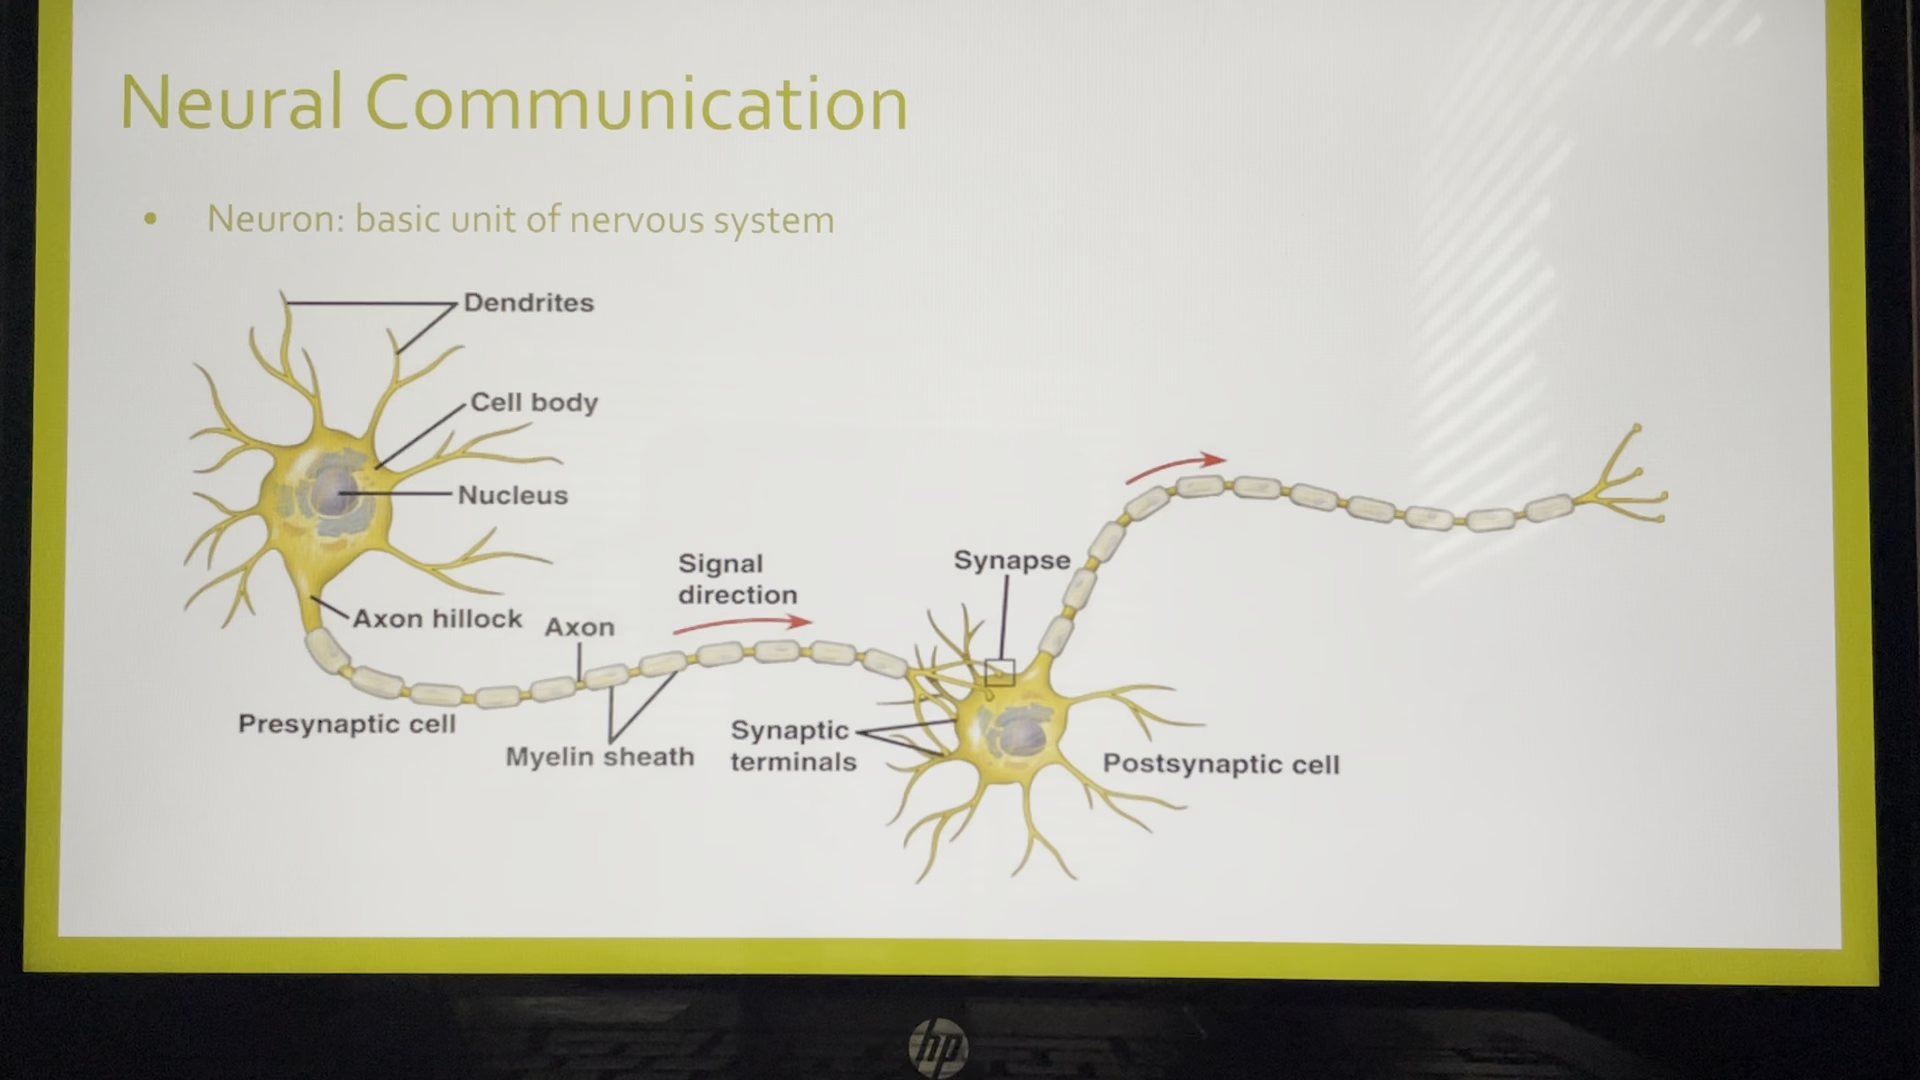 Neural Communication
• Neuron: basic unit of nervous system
Dendrites
Cell body
Nucleus
Axon hillock
Axon
Signal
direction
Synapse
Presynaptic cell
Myelin sheath
Synaptic
terminals
Postsynaptic cell
hp